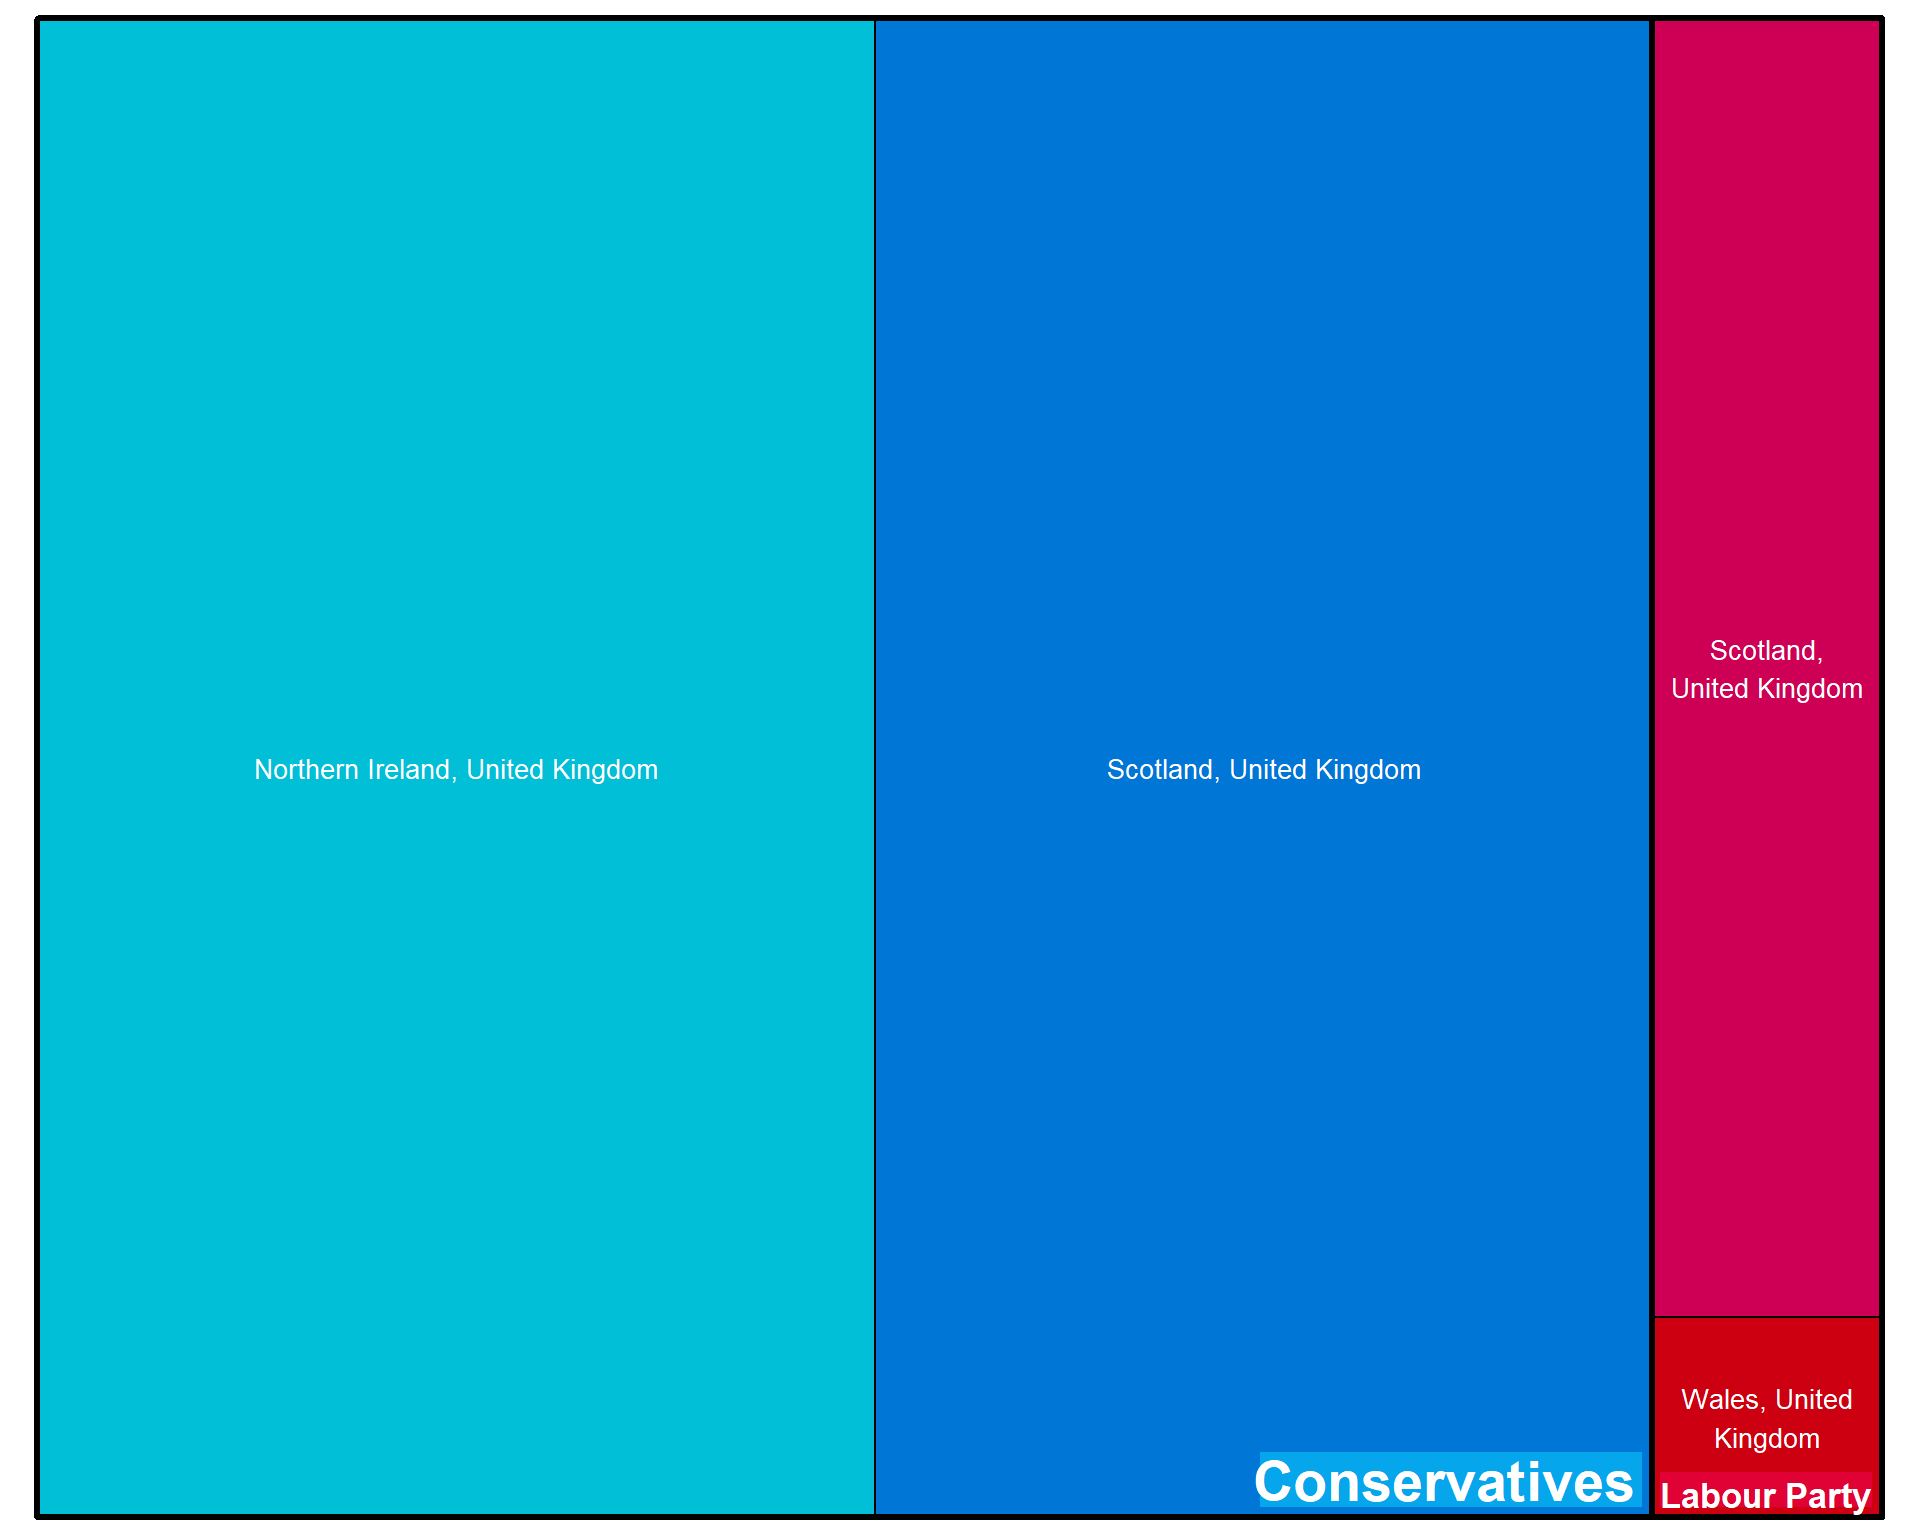 Northern Ireland, United Kingdom
Scotland, United Kingdom
Conservatives
Scotland,
United Kingdom
Wales, United
Kingdom
Labour Party